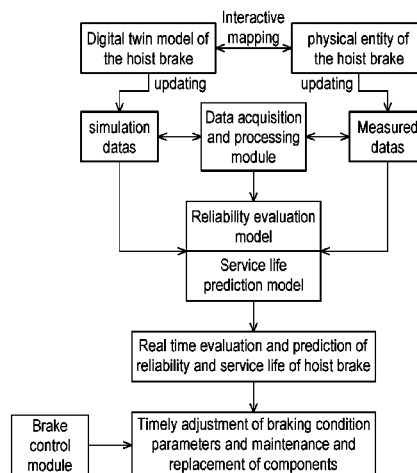 Interactive
mapping
Digital twin model of
the hoist brake
physical entity of
the hoist brake
updating
updating
simulation
datas
Data acquisition
and processing
module
Measured
datas
Reliability evaluation
model
Service life
prediction model
Real time evaluation and prediction of
reliability and service life of hoist brake
Brake
control
module
Timely adjustment of braking condition
parameters and maintenance and
replacement of components